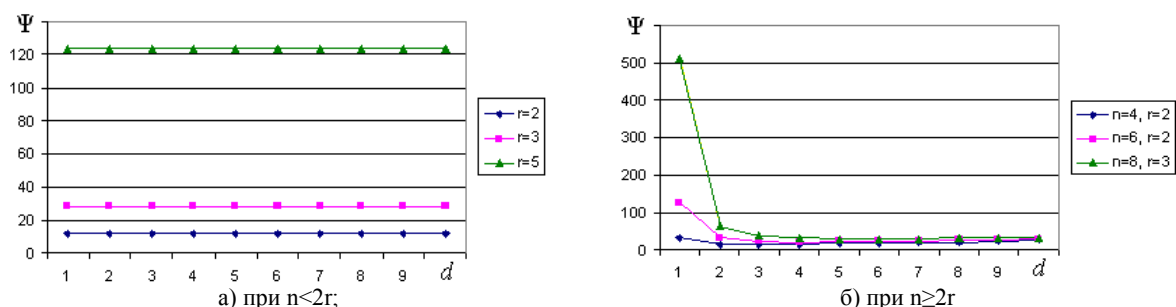 Ψ
120
100
80
60
40
20
0
1 2 3 4 5 6 7 8 9 d
r=2
r=3
r=5
а) при n<2r;
Ψ
500
400
300
200
100
0
1 2 3 4 5 6 7 8 9 d
n=4, r=2
n=6, r=2
n=8, r=3
б) при n≥2r